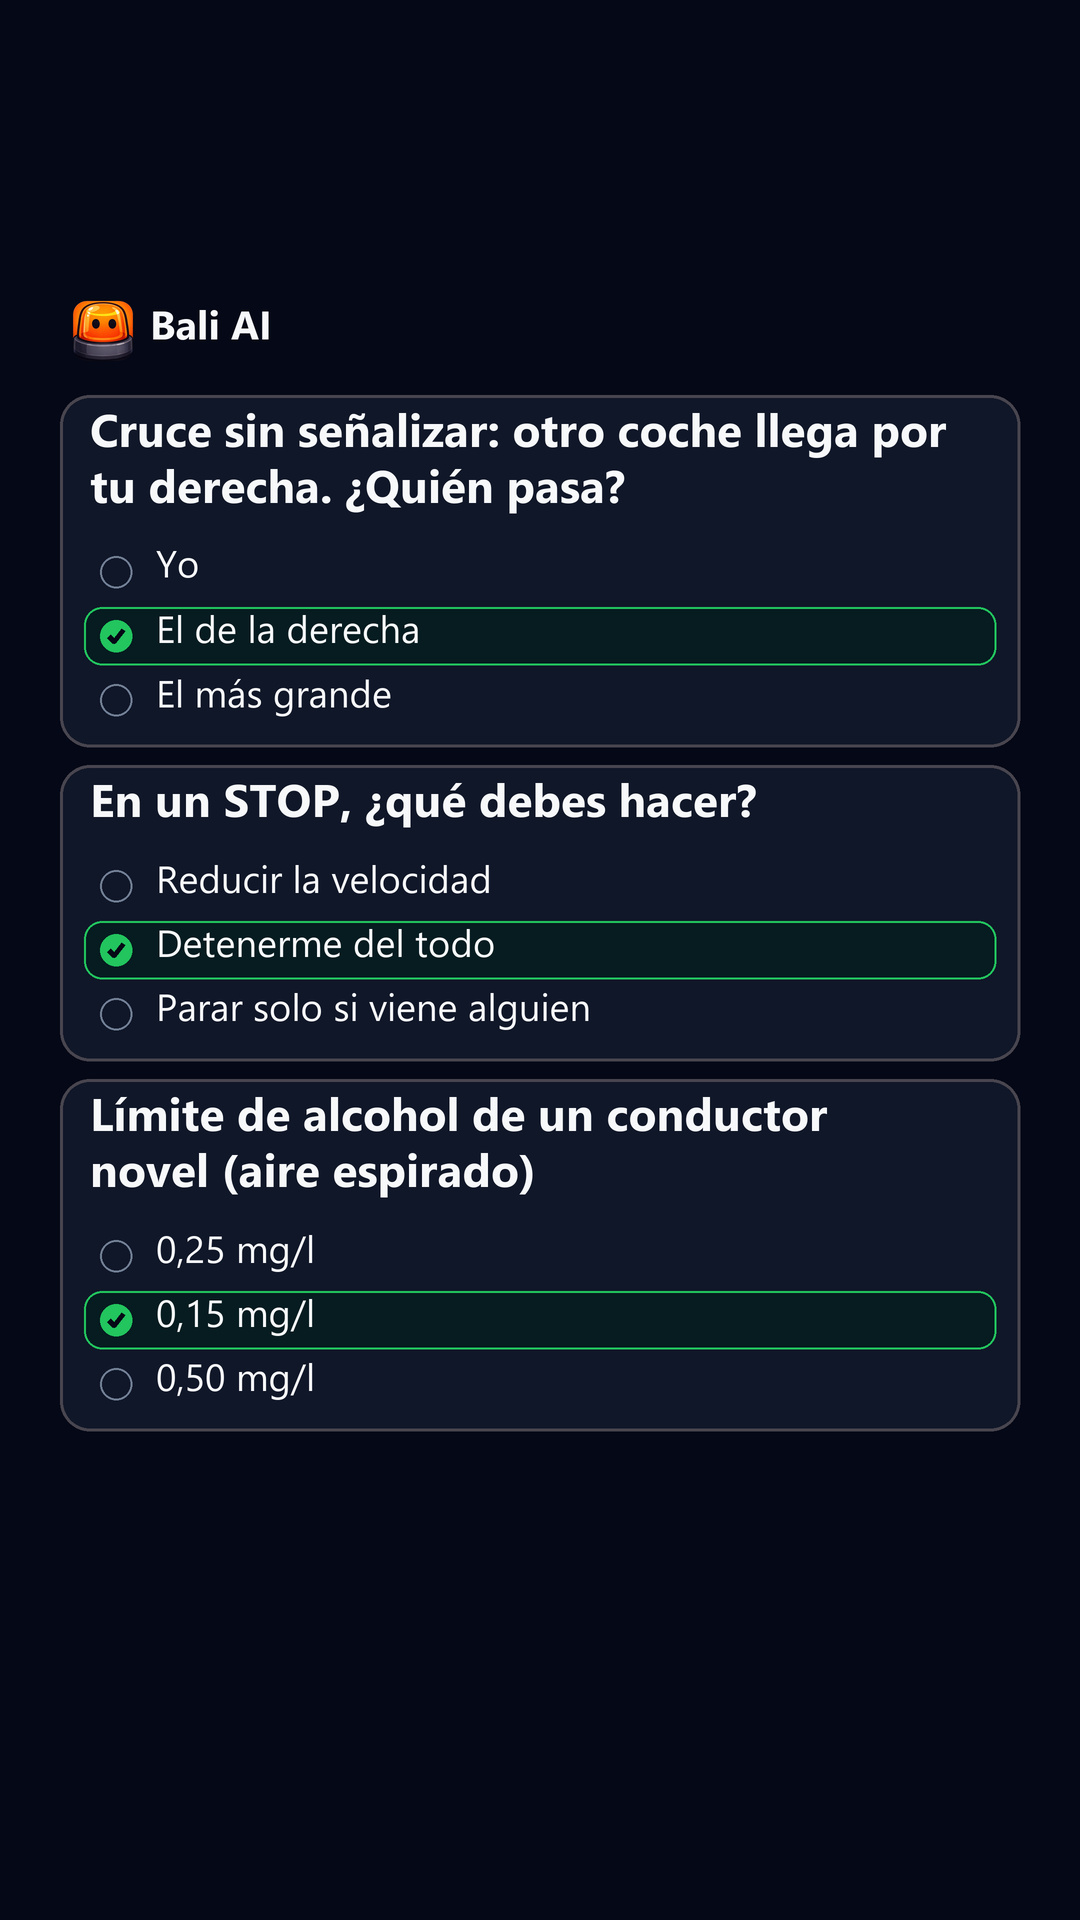 Bali AI
Cruce sin señalizar: otro coche llega por
tu derecha. ¿Quién pasa?
Yo
El de la derecha
El más grande
En un STOP, ¿qué debes hacer?
Reducir la velocidad
Detenerme del todo
Parar solo si viene alguien
Límite de alcohol de un conductor
novel (aire espirado)
0,25 mg/l
0,15 mg/l
0,50 mg/l